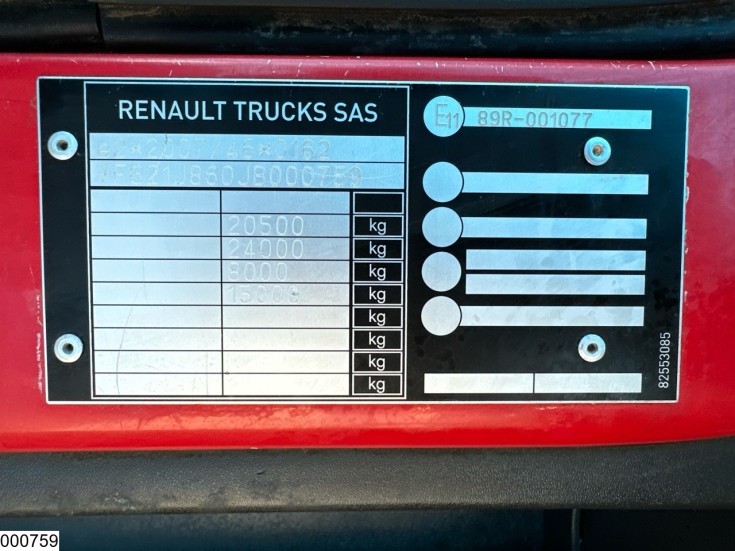 RENAULT TRUCKS SAS
E11 89R-001077
20500 kg
24000 kg
8000 kg
kg
kg
kg
kg
kg
82553085
000759